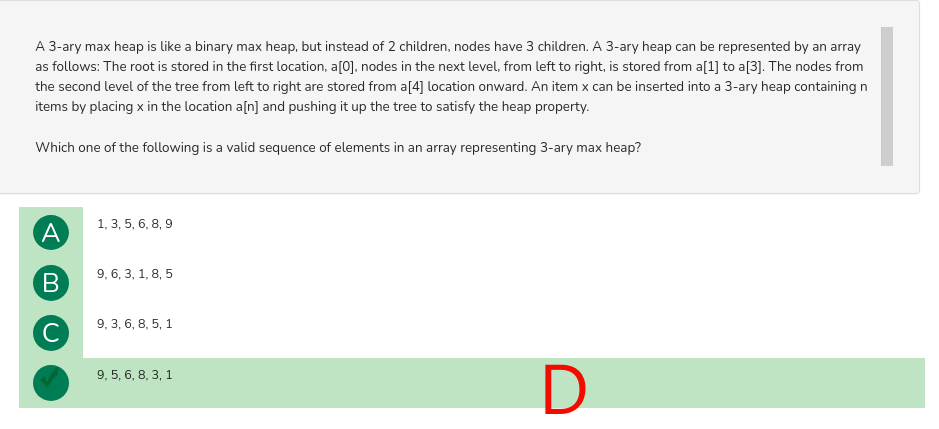 A 3-ary max heap is like a binary max heap, but instead of 2 children, nodes have 3 children. A 3-ary heap can be represented by an array
as follows: The root is stored in the first location, a[0], nodes in the next level, from left to right, is stored from a[1] to a[3]. The nodes from
the second level of the tree from left to right are stored from a[4] location onward. An item x can be inserted into a 3-ary heap containing n
items by placing x in the location a[n] and pushing it up the tree to satisfy the heap property.
Which one of the following is a valid sequence of elements in an array representing 3-ary max heap?
A 1, 3, 5, 6, 8, 9
B 9, 6, 3, 1, 8, 5
C 9, 3, 6, 8, 5, 1
9, 5, 6, 8, 3, 1 D